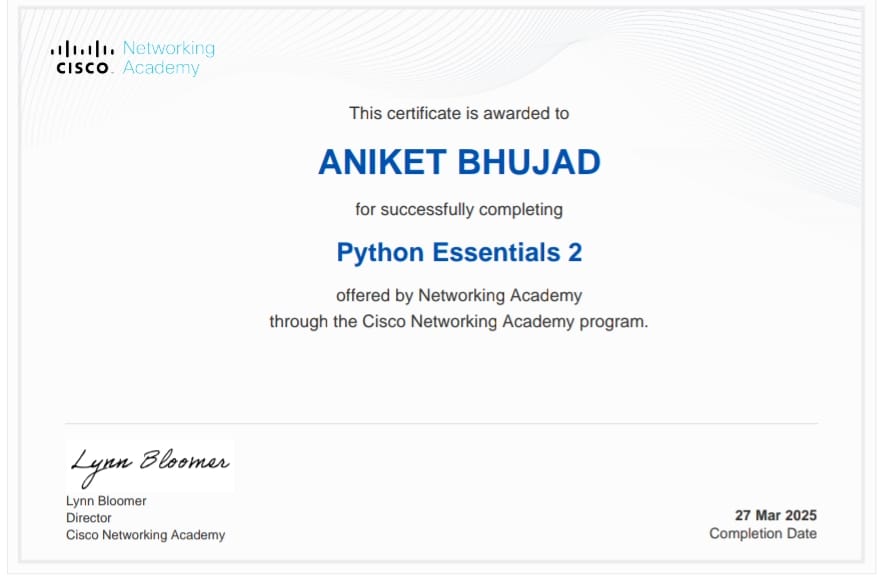 Networking
CISCO Academy
This certificate is awarded to
ANIKET BHUJAD
for successfully completing
Python Essentials 2
offered by Networking Academy
through the Cisco Networking Academy program.
Lynn Bloomer
Lynn Bloomer
Director
Cisco Networking Academy
27 Mar 2025
Completion Date